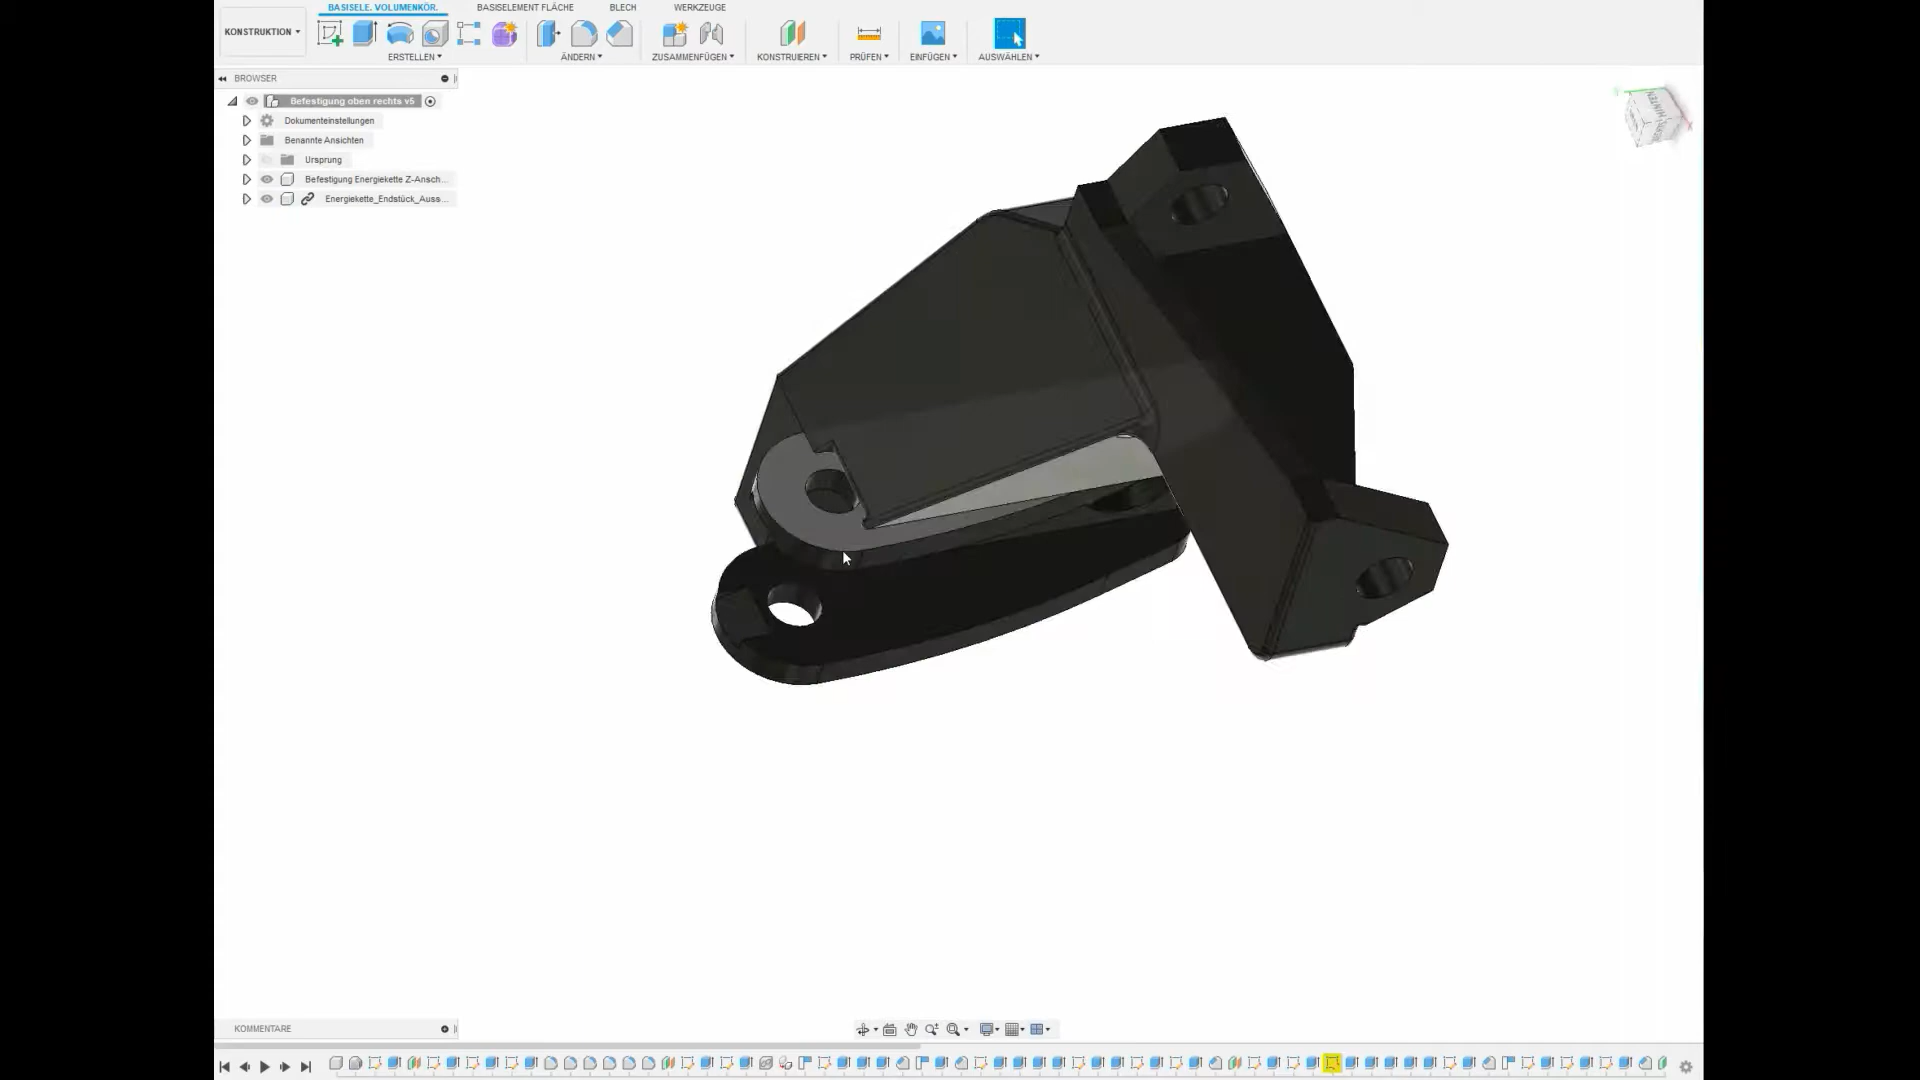 BASISELE. VOLUMENKÖR.
BASISELEMENT FLÄCHE
BLECH
WERKZEUGE
KONSTRUKTION
ERSTELLEN
ÄNDERN
ZUSAMMENFÜGEN
KONSTRUIEREN
PRÜFEN
EINFÜGEN
AUSWÄHLEN
BROWSER
Befestigung oben rechts v5
Dokumenteinstellungen
Benannte Ansichten
Ursprung
Befestigung Energiekette Z-Ansch...
Energiekette_Endstück_Auss...
HINTEN
KOMMENTARE